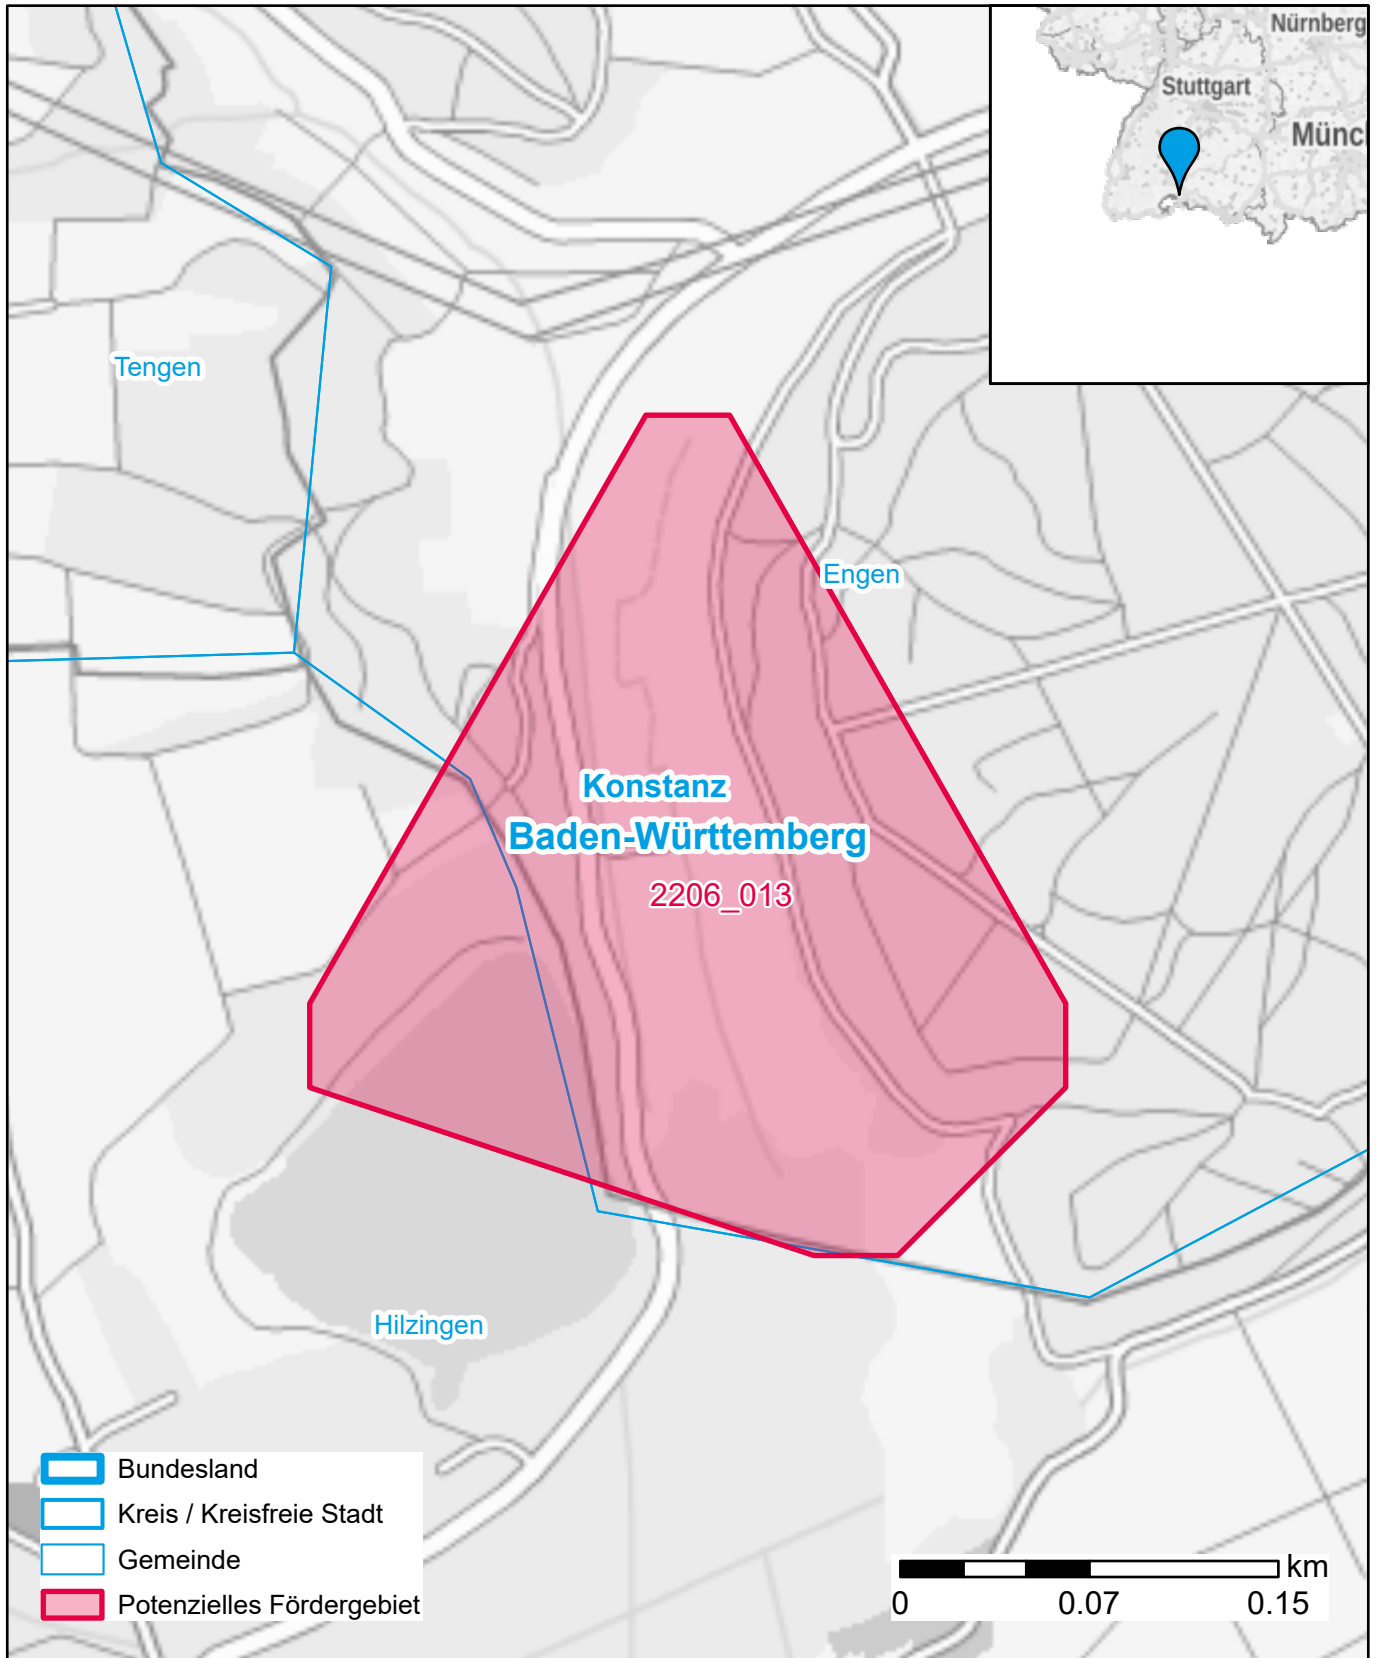 Nürnberg
Stuttgart
Münc
Tengen
Engen
Konstanz
Baden-Württemberg
2206_013
Hilzingen
Bundesland
Kreis / Kreisfreie Stadt
Gemeinde
Potenzielles Fördergebiet
km
0 0.07 0.15